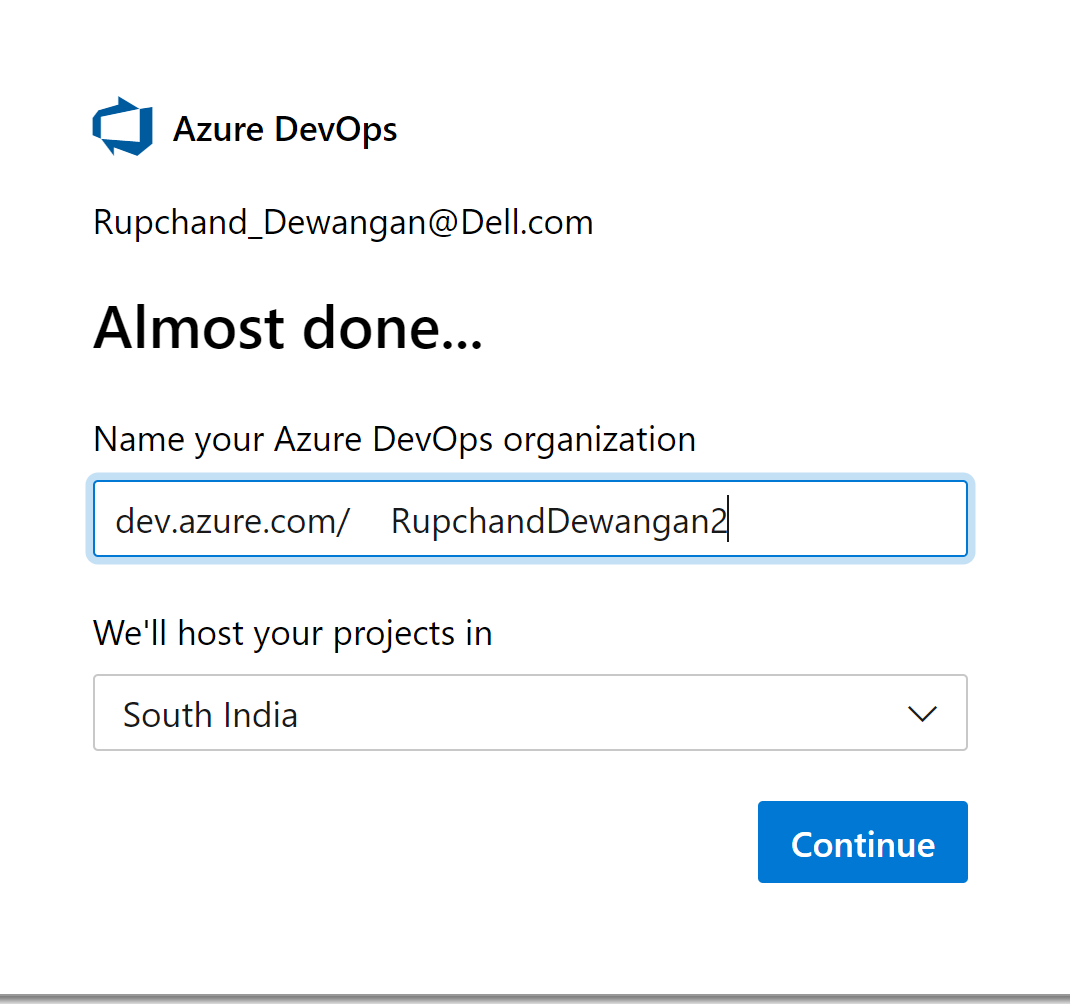 Azure DevOps
Rupchand_Dewangan@Dell.com
Almost done...
Name your Azure DevOps organization
dev.azure.com/ RupchandDewangan2
We'll host your projects in
South India
Continue